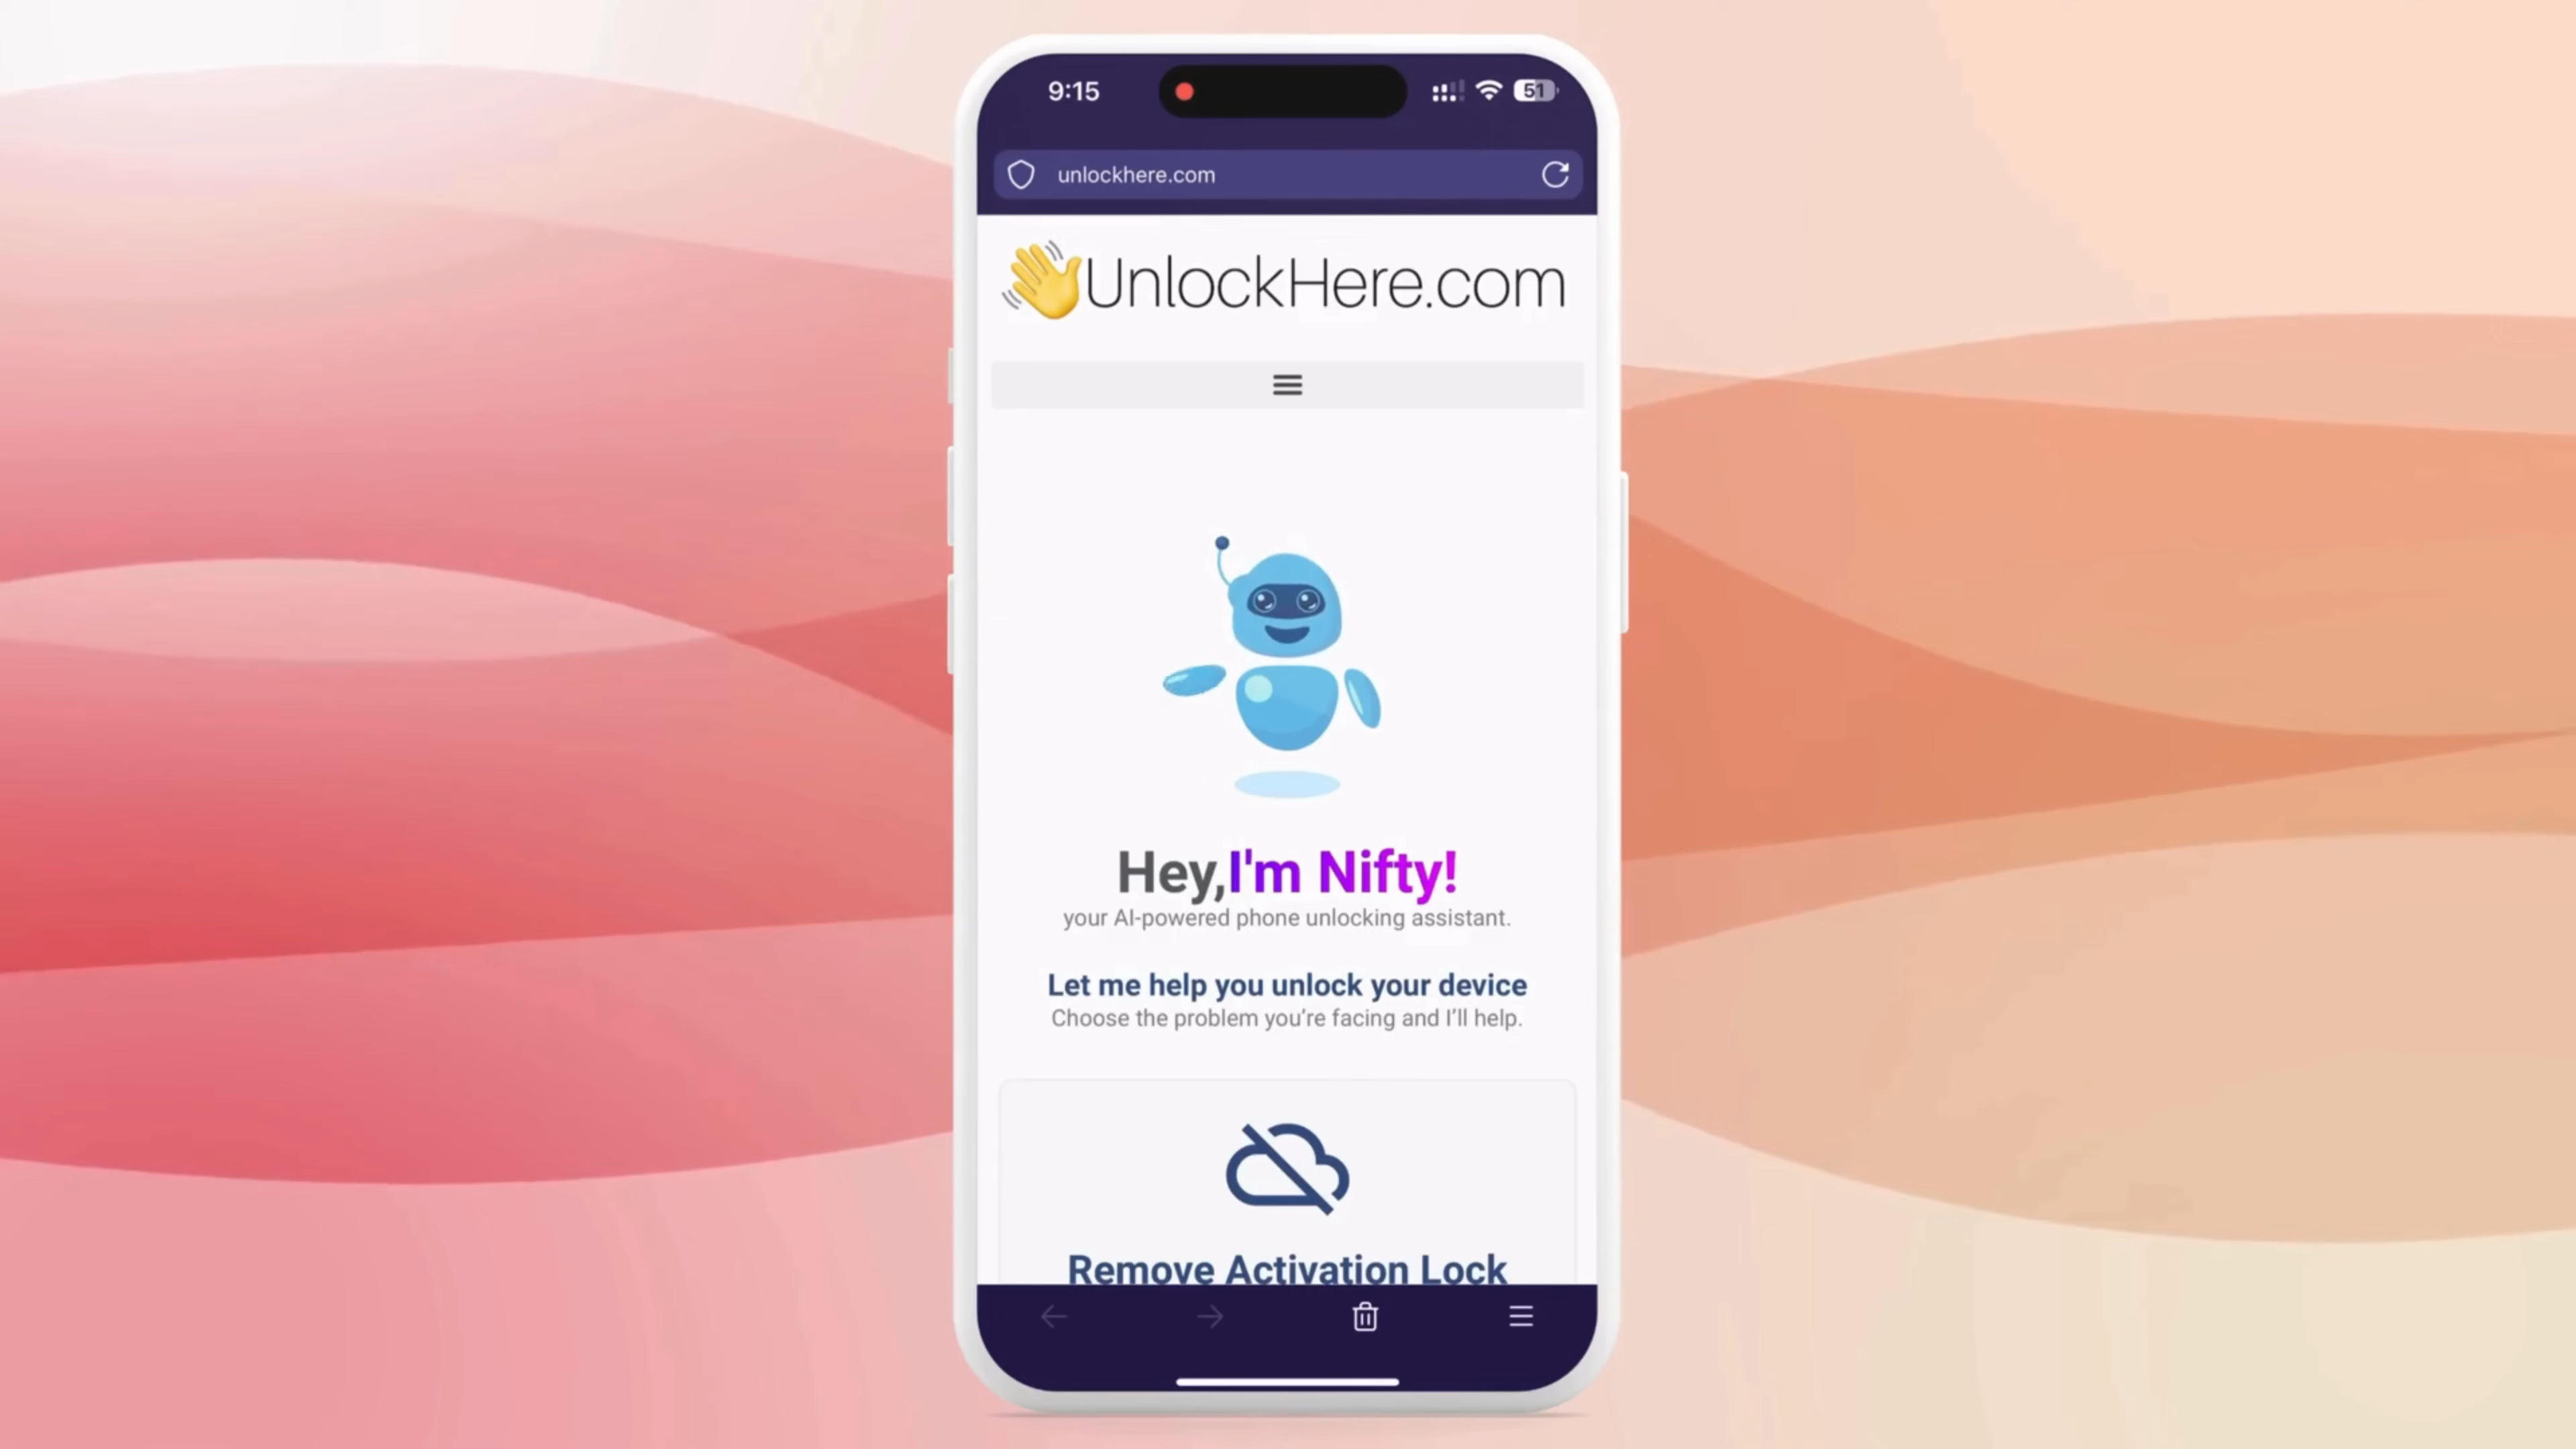 9:15
51
unlockhere.com
UnlockHere.com
Hey,I'm Nifty!
your AI-powered phone unlocking assistant.
Let me help you unlock your device
Choose the problem you're facing and I'll help.
Remove Activation Lock